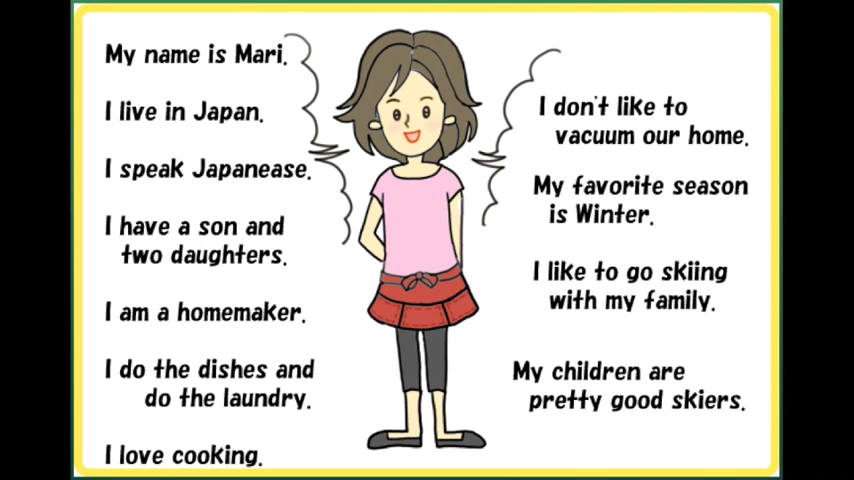 My name is Mari.
I live in Japan.
I speak Japanease.
I have a son and
two daughters.
I am a homemaker.
I do the dishes and
do the laundry.
I love cooking.
I don't like to
vacuum our home.
My favorite season
is Winter.
I like to go skiing
with my family.
My children are
pretty good skiers.